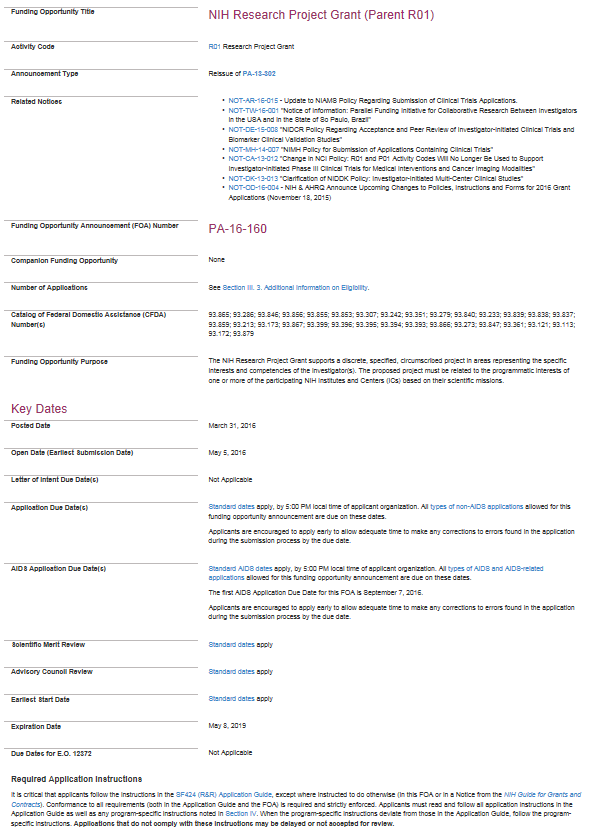 Funding Opportunity Title
NIH Research Project Grant (Parent R01)
Activity Code
R01 Research Project Grant
Announcement Type
Reissue of PA-18-802
Related Notices
• NOT-AR-16-015 - Update to NIAMS Policy Regarding Submission of Clinical Trials Applications.
• NOT-TW-16-001 "Notice of Information: Parallel Funding Initiative for Collaborative Research Between Investigators
in the USA and in the State of So Paulo, Brazil"
• NOT-DE-15-008 "NIDCR Policy Regarding Acceptance and Peer Review of Investigator-Initiated Clinical Trials and
Biomarker Clinical Validation Studies"
• NOT-MH-14-007 "NIMH Policy for Submission of Applications Containing Clinical Trials"
• NOT-CA-13-012 "Change in NCI Policy: R01 and P01 Activity Codes Will No Longer Be Used to Support
Investigator-Initiated Phase III Clinical Trials for Medical Interventions and Cancer Imaging Modalities"
• NOT-DK-13-013 "Clarification of NIDDK Policy: Investigator-Initiated Multi-Center Clinical Studies"
• NOT-OD-16-004 - NIH & AHRQ Announce Upcoming Changes to Policies, Instructions and Forms for 2016 Grant
Applications (November 18, 2015)
Funding Opportunity Announcement (FOA) Number
PA-16-160
Companion Funding Opportunity
None
Number of Applications
See Section III. 3. Additional Information on Eligibility.
Catalog of Federal Domestic Assistance (CFDA)
Number(s)
93.865; 93.286; 93.846; 93.856; 93.855; 93.853; 93.307; 93.242; 93.351; 93.279; 93.840; 93.233; 93.839; 93.838; 93.837;
93.859; 93.213; 93.173; 93.867; 93.399; 93.396; 93.395; 93.394; 93.393; 93.866; 93.273; 93.847; 93.361; 93.121; 93.113;
93.172; 93.879
Funding Opportunity Purpose
The NIH Research Project Grant supports a discrete, specified, circumscribed project in areas representing the specific
interests and competencies of the investigator(s). The proposed project must be related to the programmatic interests of
one or more of the participating NIH Institutes and Centers (ICs) based on their scientific missions.
Key Dates
Posted Date
March 31, 2016
Open Date (Earliest Submission Date)
May 5, 2016
Letter of Intent Due Date(s)
Not Applicable
Application Due Date(s)
Standard dates apply, by 5:00 PM local time of applicant organization. All types of non-AIDS applications allowed for this
funding opportunity announcement are due on these dates.
Applicants are encouraged to apply early to allow adequate time to make any corrections to errors found in the application
during the submission process by the due date.
AIDS Application Due Date(s)
Standard AIDS dates apply, by 5:00 PM local time of applicant organization. All types of AIDS and AIDS-related
applications allowed for this funding opportunity announcement are due on these dates.
The first AIDS Application Due Date for this FOA is September 7, 2016.
Applicants are encouraged to apply early to allow adequate time to make any corrections to errors found in the application
during the submission process by the due date.
Scientific Merit Review
Standard dates apply
Advisory Council Review
Standard dates apply
Earliest Start Date
Standard dates apply
Expiration Date
May 8, 2019
Due Dates for E.O. 12372
Not Applicable
Required Application Instructions
It is critical that applicants follow the instructions in the SF424 (R&R) Application Guide, except where instructed to do otherwise (in this FOA or in a Notice from the NIH Guide for Grants and
Contracts). Conformance to all requirements (both in the Application Guide and the FOA) is required and strictly enforced. Applicants must read and follow all application instructions in the
Application Guide as well as any program-specific instructions noted in Section IV. When the program-specific instructions deviate from those in the Application Guide, follow the program-
specific instructions. Applications that do not comply with these instructions may be delayed or not accepted for review.